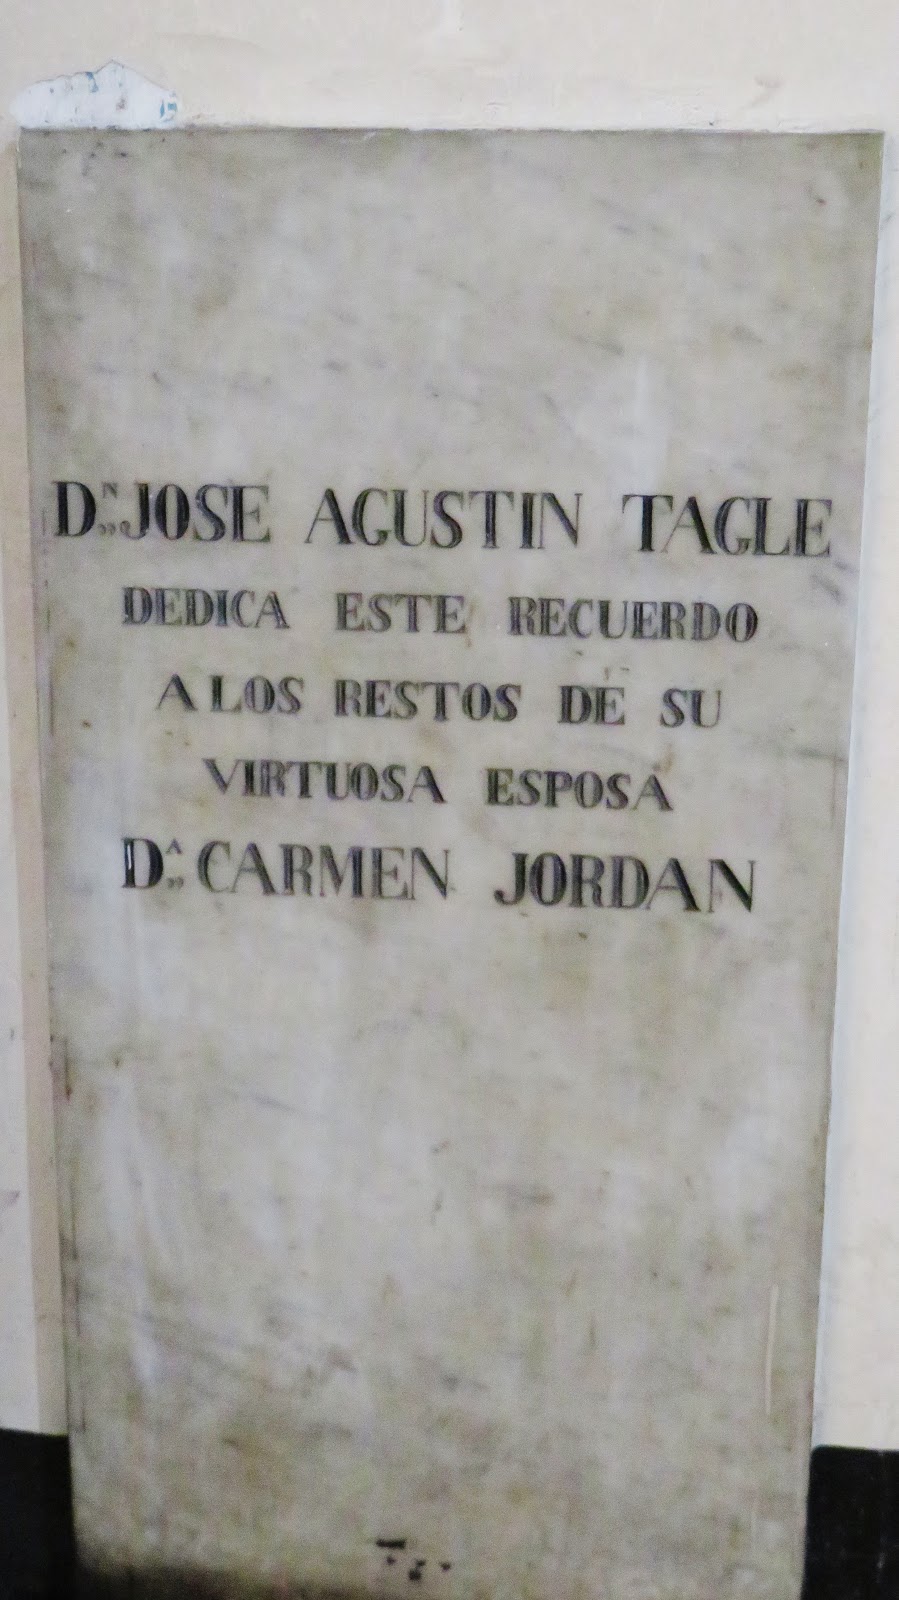 Dⁿ. JOSE AGUSTIN TAGLE
DEDICA ESTE RECUERDO
A LOS RESTOS DE SU
VIRTUOSA ESPOSA
Dᴬ. CARMEN JORDAN